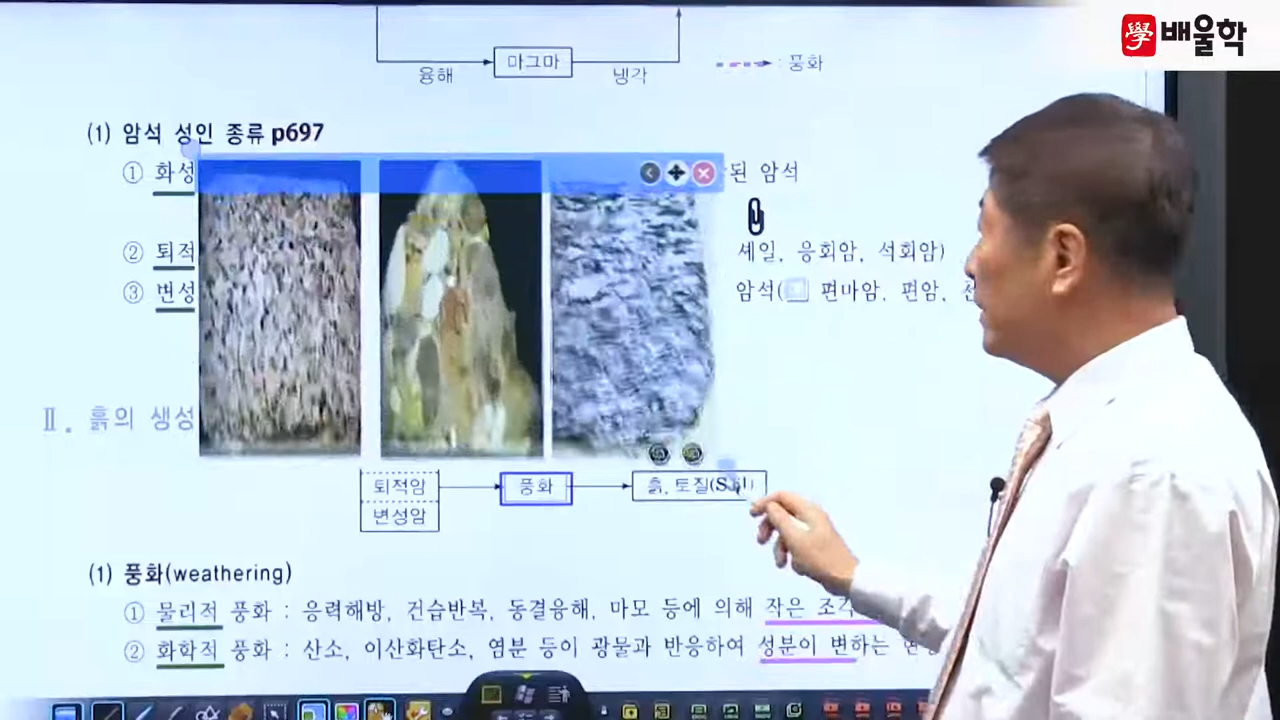 學 배울학
융해 마그마 냉각 : 풍화
(1) 암석 성인 종류 p697
① 화성 된 암석
② 퇴적 셰일, 응회암, 석회암)
③ 변성 암석( 편마암, 편암,
Ⅱ. 흙의 생성
퇴적암 풍화 흙, 토질(Soil)
변성암
(1) 풍화(weathering)
① 물리적 풍화 : 응력해방, 건습반복, 동결융해, 마모 등에 의해 작은 조각
② 화학적 풍화 : 산소, 이산화탄소, 염분 등이 광물과 반응하여 성분이 변하는